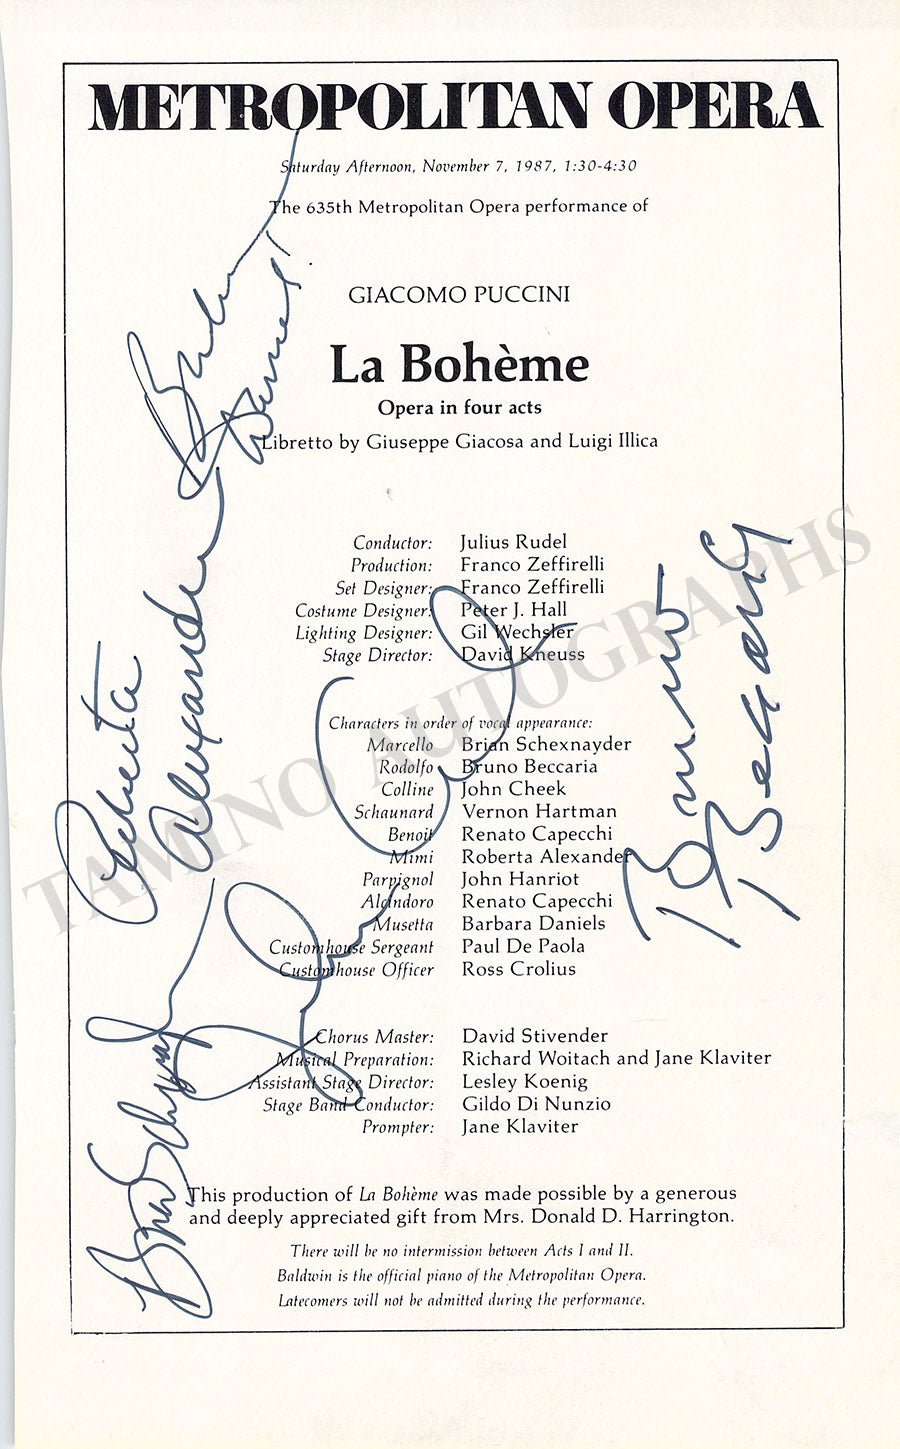 METROPOLITAN OPERA
Saturday Afternoon, November 7, 1987, 1:30-4:30
The 635th Metropolitan Opera performance of
GIACOMO PUCCINI
La Bohème
Opera in four acts
Libretto by Giuseppe Giacosa and Luigi Illica
Conductor: Julius Rudel
Production: Franco Zeffirelli
Set Designer: Franco Zeffirelli
Costume Designer: Peter J. Hall
Lighting Designer: Gil Wechsler
Stage Director: David Kneuss
Characters in order of vocal appearance:
Marcello Brian Schexnayder
Rodolfo Bruno Beccaria
Colline John Cheek
Schaunard Vernon Hartman
Benoit Renato Capecchi
Mimi Roberta Alexander
Parpignol John Hanriot
Alcindoro Renato Capecchi
Musetta Barbara Daniels
Customhouse Sergeant Paul De Paola
Customhouse Officer Ross Crolius
Chorus Master: David Stivender
Musical Preparation: Richard Woitach and Jane Klaviter
Assistant Stage Director: Lesley Koenig
Stage Band Conductor: Gildo Di Nunzio
Prompter: Jane Klaviter
This production of La Bohème was made possible by a generous
and deeply appreciated gift from Mrs. Donald D. Harrington.
There will be no intermission between Acts I and II.
Baldwin is the official piano of the Metropolitan Opera.
Latecomers will not be admitted during the performance.
Roberta
Alexander
Bruno
Beccaria
TAMINO AUTOGRAPHS